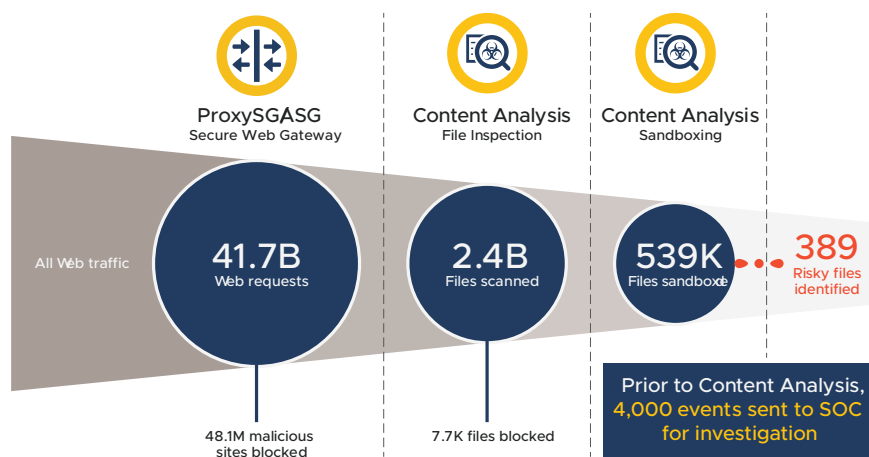 ProxySG/ASG
Secure Web Gateway
Content Analysis
File Inspection
Content Analysis
Sandboxing
All Web traffic
41.7B
Web requests
2.4B
Files scanned
539K
Files sandboxed
389
Risky files
identified
48.1M malicious
sites blocked
7.7K files blocked
Prior to Content Analysis,
4,000 events sent to SOC
for investigation